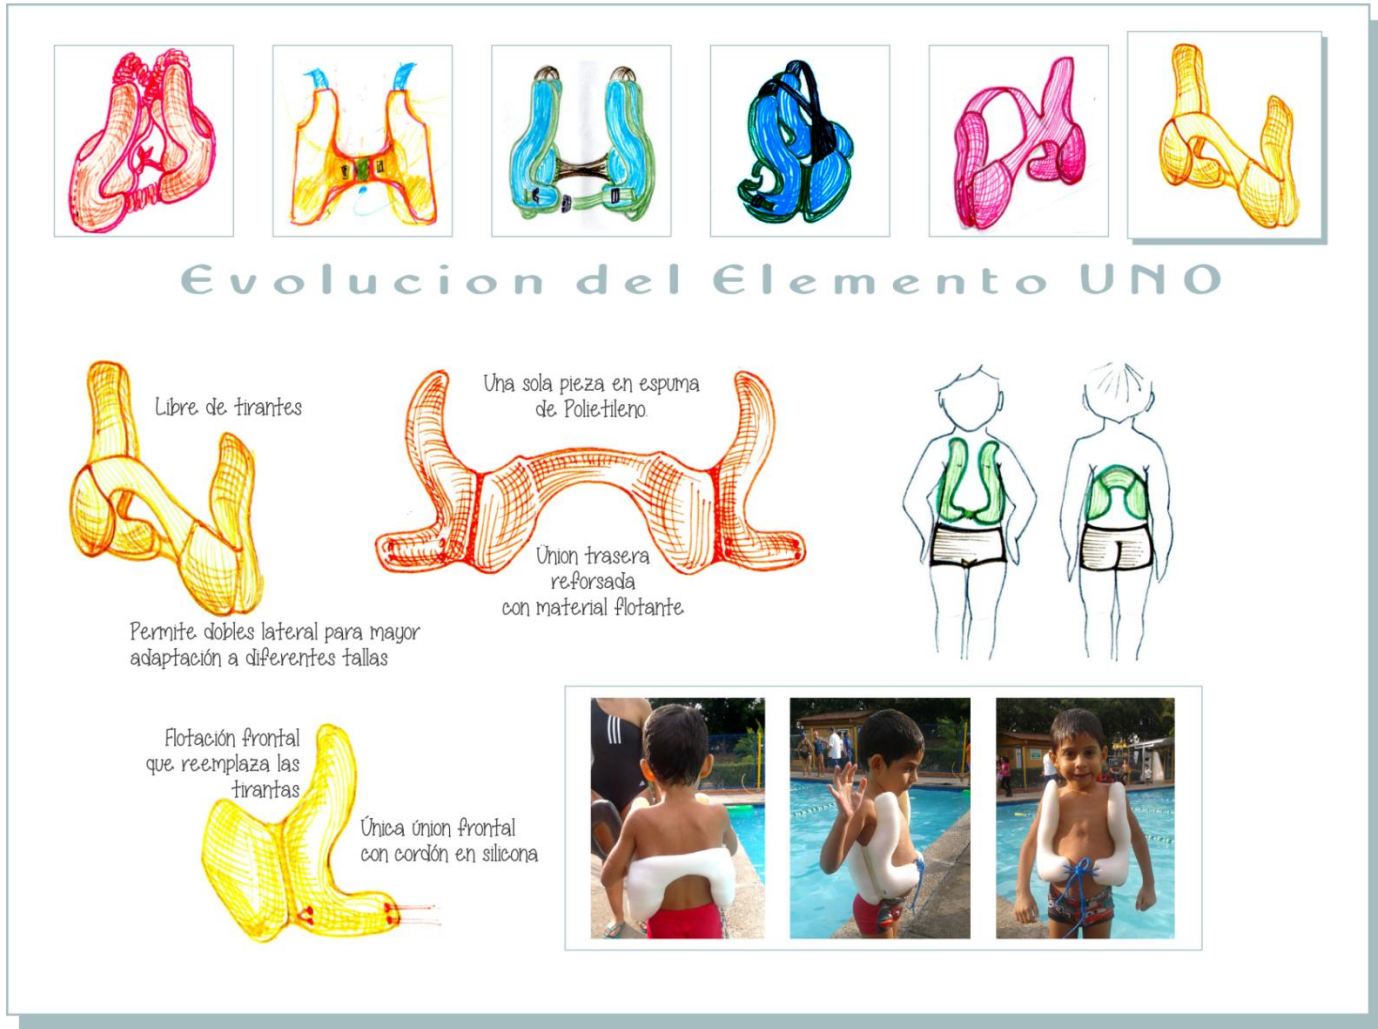 Evolucion del Elemento UNO
Libre de tirantes
Una sola pieza en espuma
de Polietileno.
Únion trasera
reforsada
con material flotante
Permite dobles lateral para mayor
adaptación a diferentes tallas
Flotación frontal
que reemplaza las
tirantas
Única únion frontal
con cordón en silicona